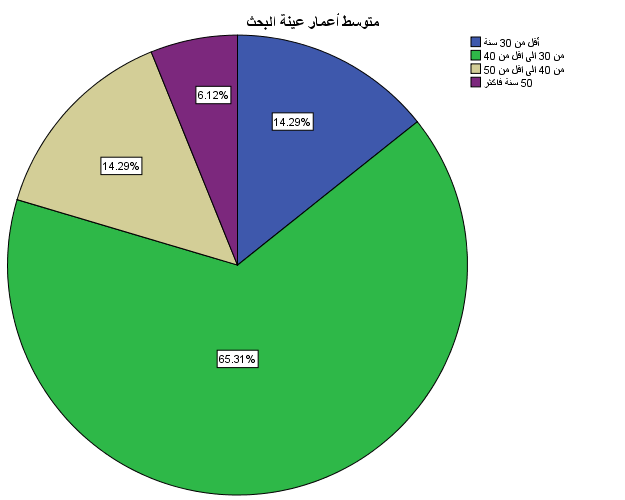 متوسط أعمار عينة البحث
أقل من 30 سنة
من 30 الى اقل من 40
من 40 الى اقل من 50
50 سنة فاكثر
6.12%
14.29%
14.29%
65.31%